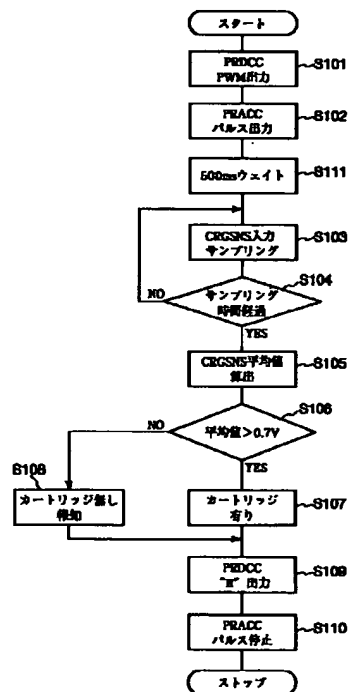 スタート
PRDCC
PWM出力
S101
PRACC
パルス出力
S102
500msウェイト
S111
CRGSNS入力
サンプリング
S103
サンプリング
時間経過
S104
NO
YES
CRGSNS平均値
算出
S105
平均値>0.7V
S106
NO
YES
カートリッジ無し
報知
S108
カートリッジ
有り
S107
PRDCC
"H" 出力
S109
PRACC
パルス停止
S110
ストップ